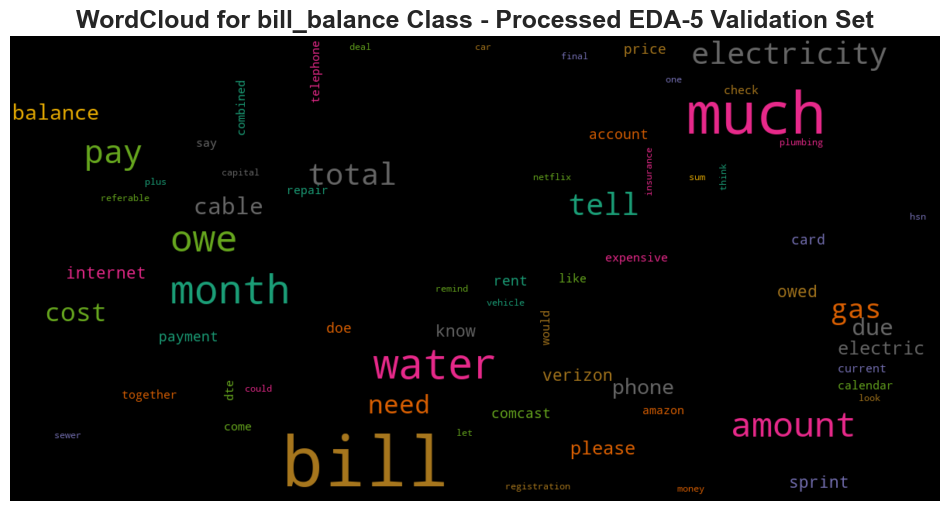 WordCloud for bill_balance Class - Processed EDA-5 Validation Set
deal
car
telephone
final
price
electricity
one
combined
check
much
balance
account
plumbing
say
pay
insurance
total
capital
think
plus
repair
netflix
sum
referable
cable
tell
hsn
owe
card
expensive
internet
month
rent
like
remind
owed
vehicle
gas
cost
doe
know
would
due
payment
electric
water
verizon
current
phone
calendar
dte
could
together
look
need
comcast
amazon
come
amount
sewer
let
bill
please
sprint
registration
money